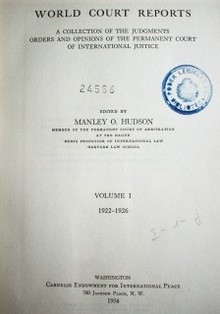 WORLD COURT REPORTS
A COLLECTION OF THE JUDGMENTS
ORDERS AND OPINIONS OF THE PERMANENT COURT
OF INTERNATIONAL JUSTICE
24566
EDITED BY
MANLEY O. HUDSON
MEMBER OF THE PERMANENT COURT OF ARBITRATION
AT THE HAGUE
BEMIS PROFESSOR OF INTERNATIONAL LAW
HARVARD LAW SCHOOL
VOLUME I
1922-1926
WASHINGTON
CARNEGIE ENDOWMENT FOR INTERNATIONAL PEACE
700 JACKSON PLACE, N. W.
1934